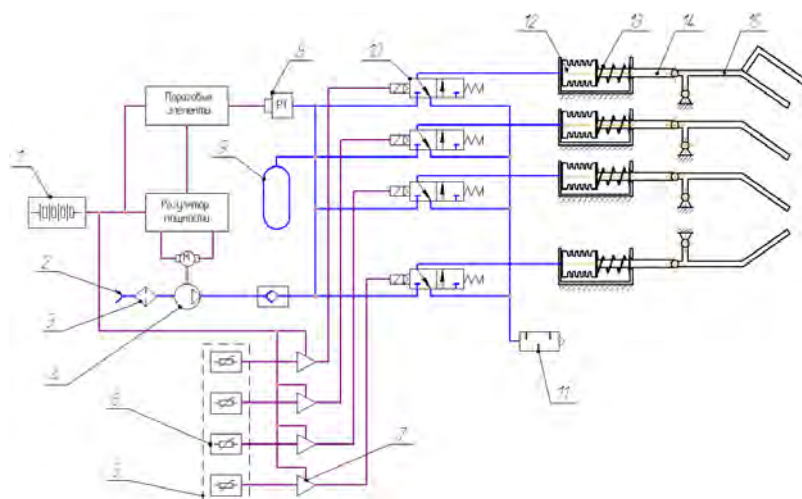 12 13 14 15
8 10
Пороговые
элементы
РТ
9
1
Регулятор
мощности
М
2
3
4
11
6
7
5